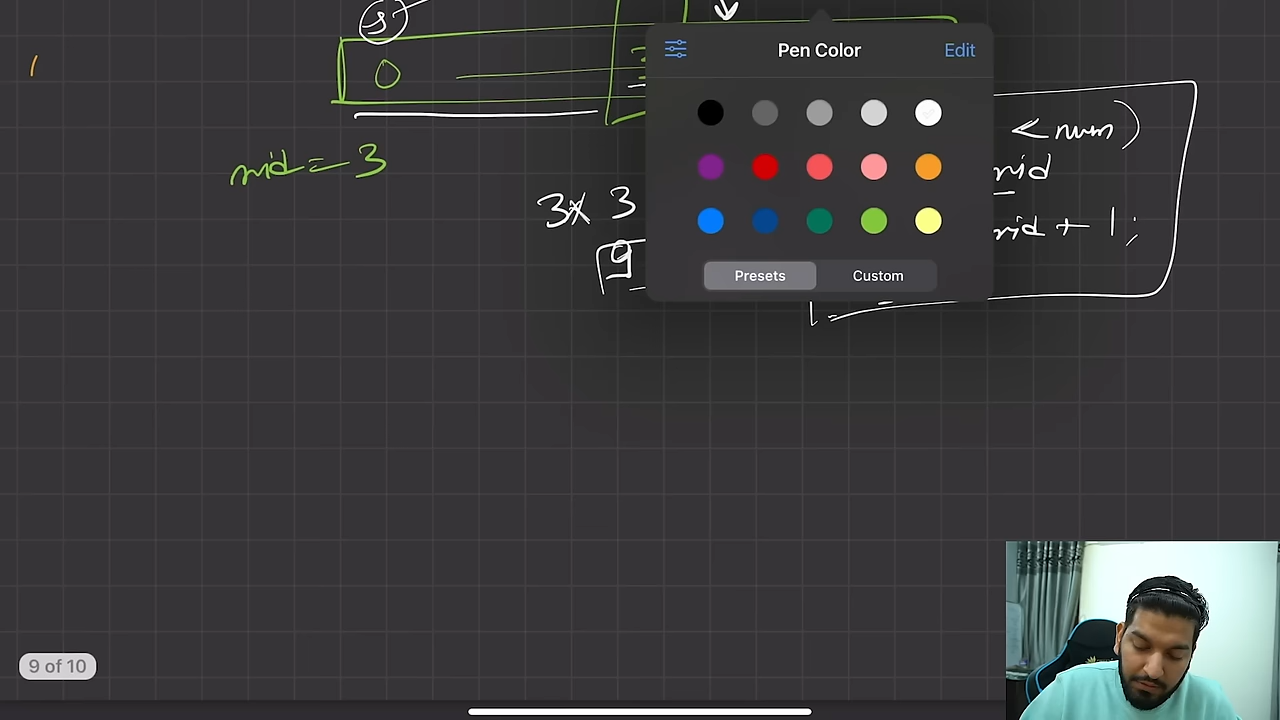 s
0
Pen Color
Edit
< num)
mid = 3
mid
3 x 3
mid + 1;
9
Presets
Custom
9 of 10